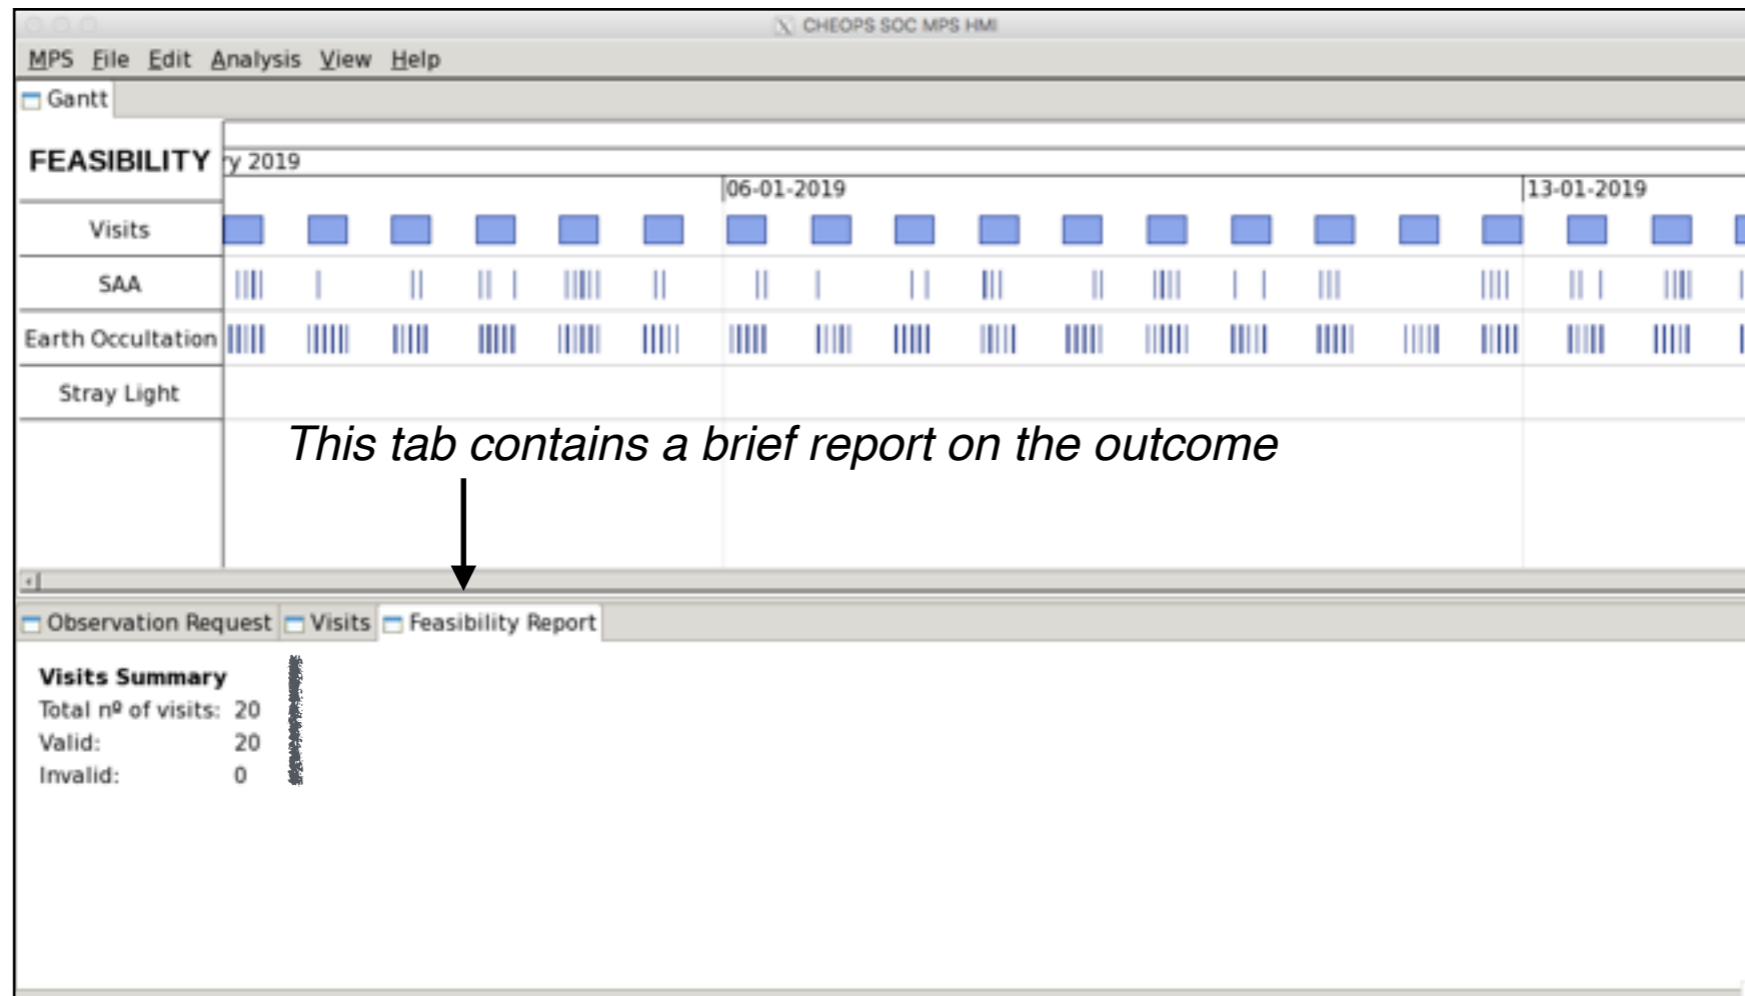 CHEOPS SOC MPS HMI
MPS File Edit Analysis View Help
Gantt
FEASIBILITY
ry 2019
06-01-2019
13-01-2019
Visits
SAA
Earth Occultation
Stray Light
This tab contains a brief report on the outcome
Observation Request Visits Feasibility Report
Visits Summary
Total nº of visits: 20
Valid: 20
Invalid: 0